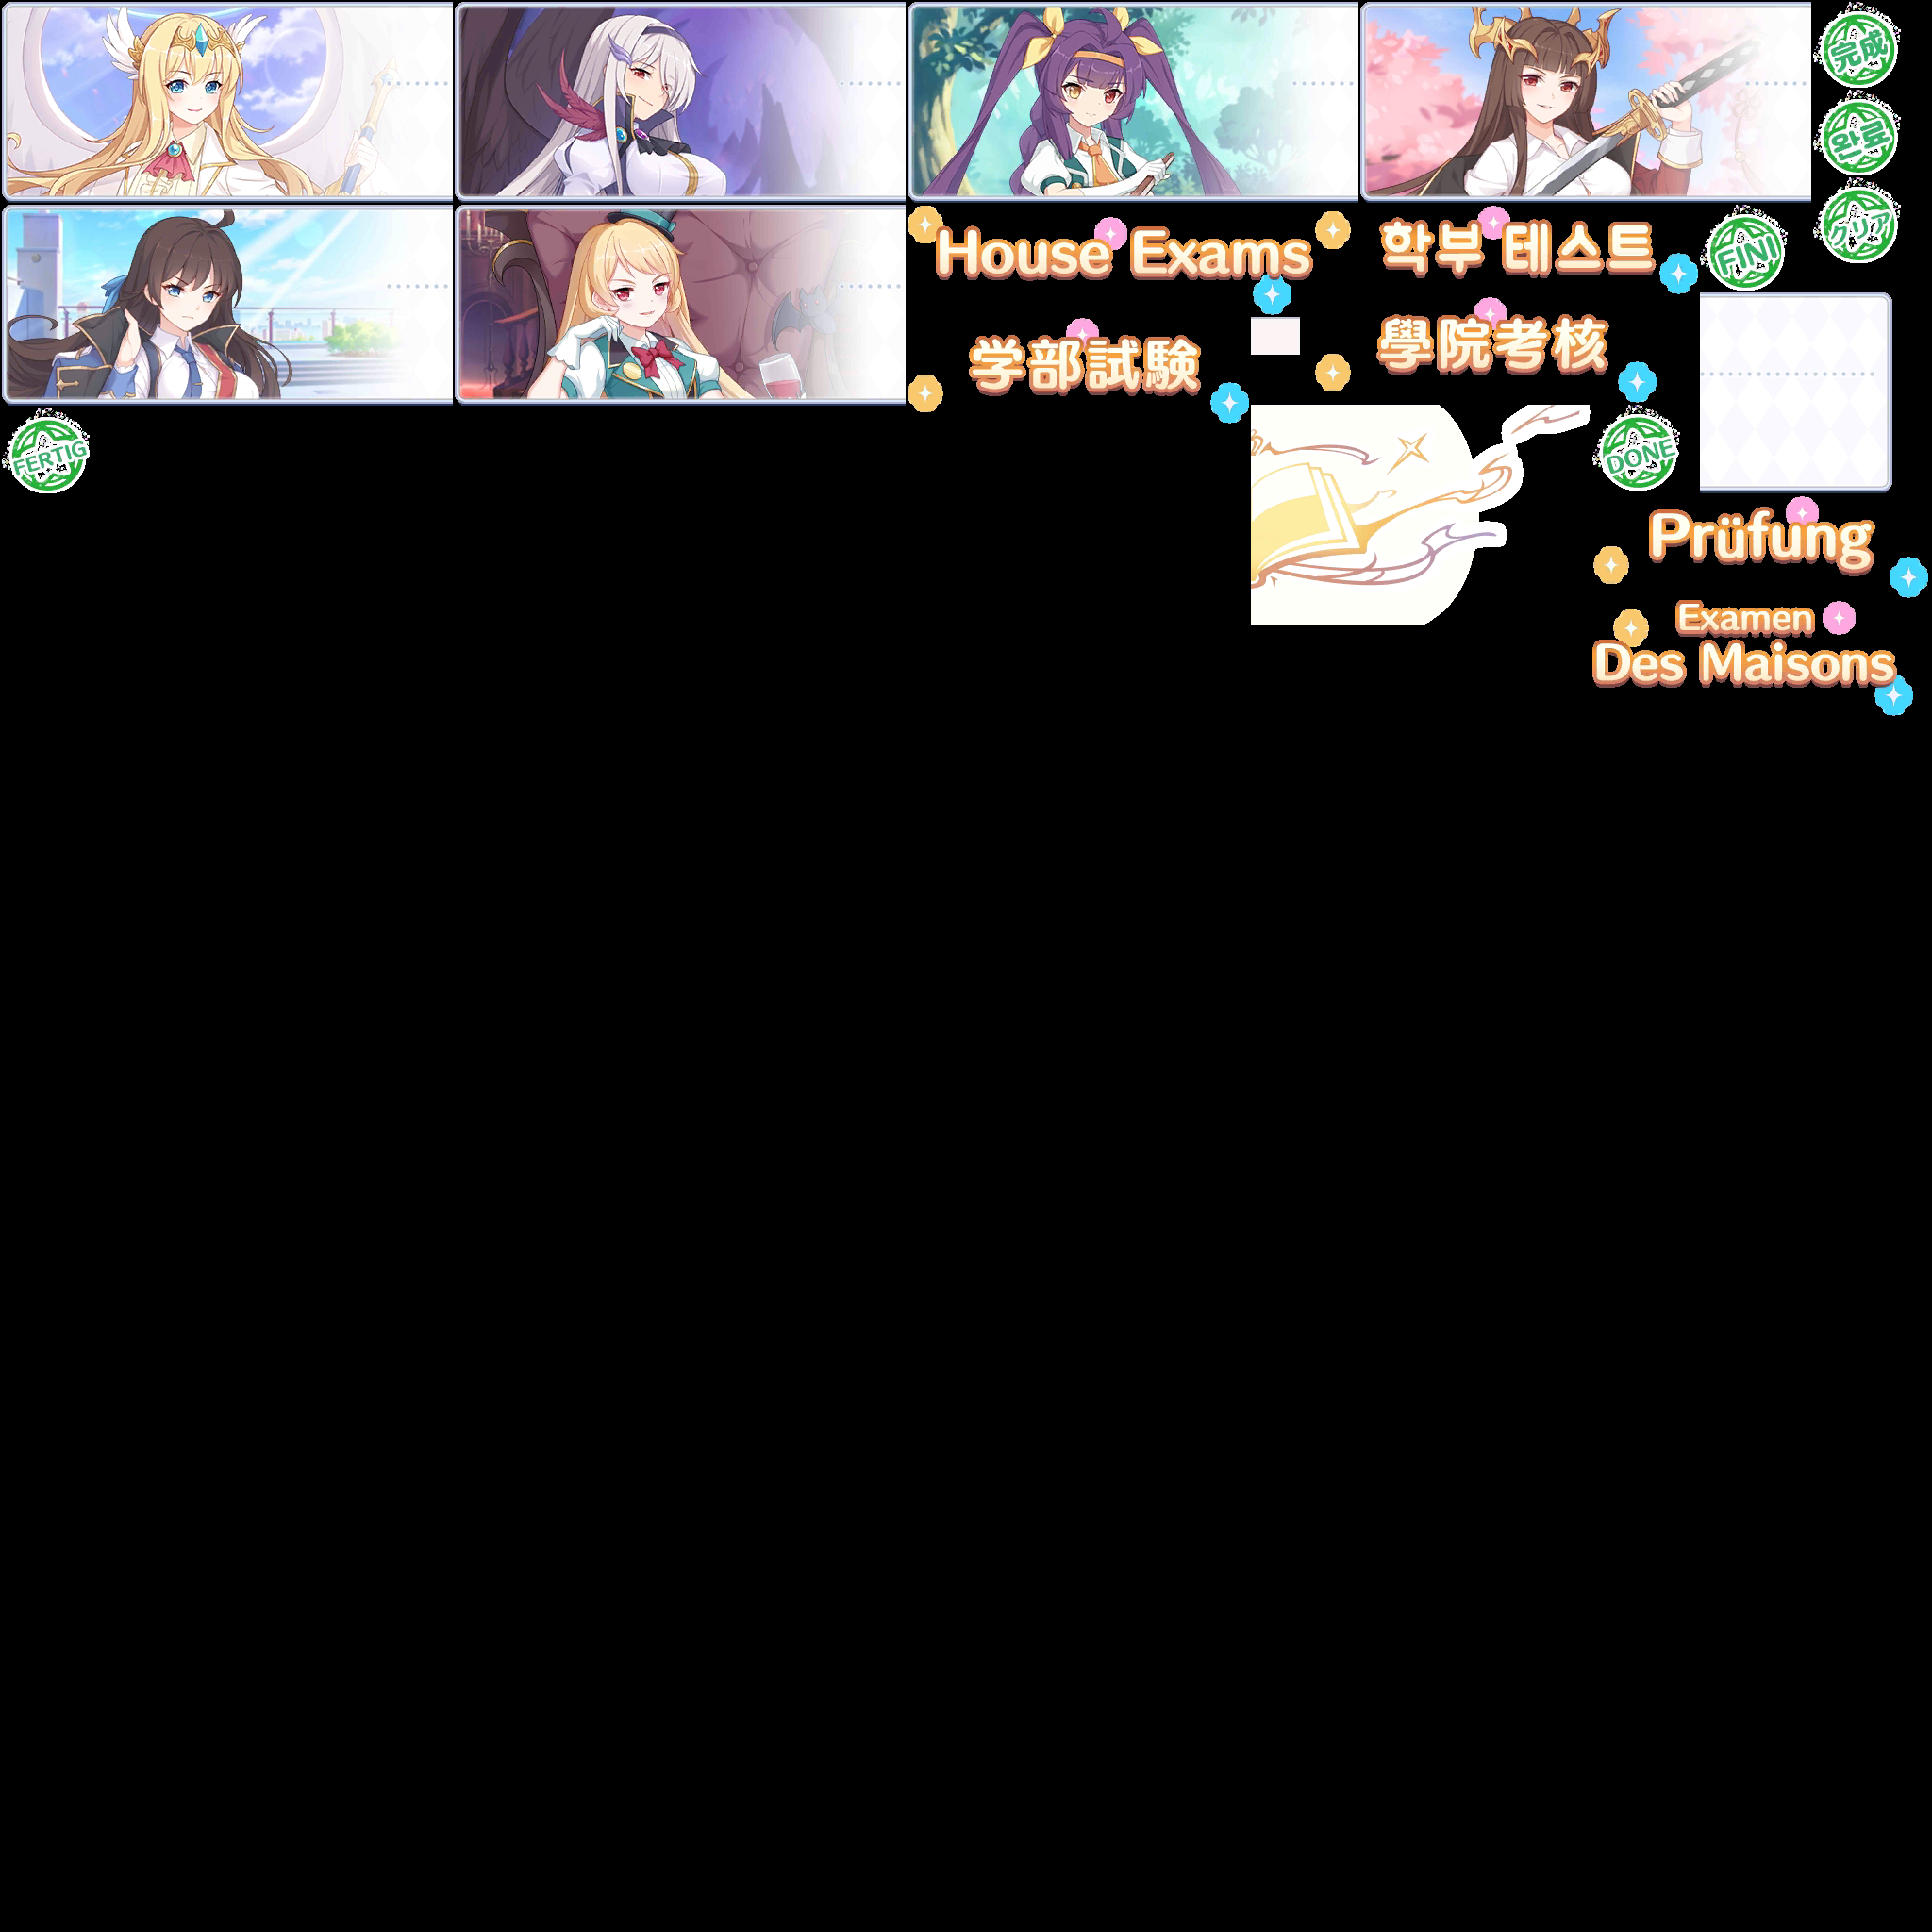 完成
완료
クリア
House Exams
학부 테스트
FINI
学部試験
學院考核
FERTIG
DONE
Prüfung
Examen
Des Maisons